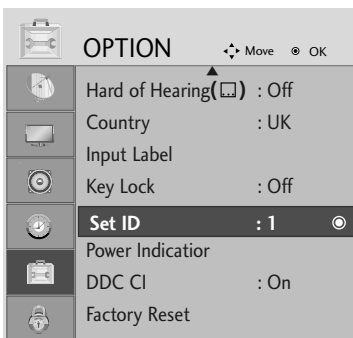 OPTION Move OK
Hard of Hearing(...) : Off
Country : UK
Input Label
Key Lock : Off
Set ID : 1
Power Indicatior
DDC CI : On
Factory Reset